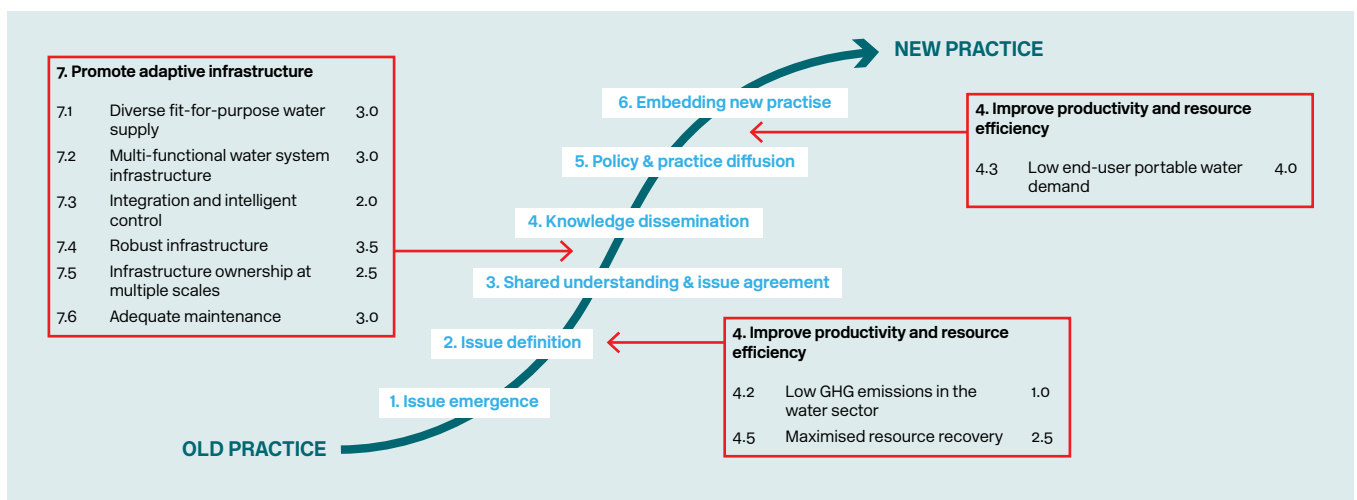 7. Promote adaptive infrastructure
7.1 Diverse fit-for-purpose water 3.0
supply
7.2 Multi-functional water system 3.0
infrastructure
7.3 Integration and intelligent 2.0
control
7.4 Robust infrastructure 3.5
7.5 Infrastructure ownership at 2.5
multiple scales
7.6 Adequate maintenance 3.0
NEW PRACTICE
6. Embedding new practise
5. Policy & practice diffusion
4. Knowledge dissemination
3. Shared understanding & issue agreement
2. Issue definition
1. Issue emergence
OLD PRACTICE
4. Improve productivity and resource
efficiency
4.3 Low end-user portable water 4.0
demand
4. Improve productivity and resource
efficiency
4.2 Low GHG emissions in the 1.0
water sector
4.5 Maximised resource recovery 2.5